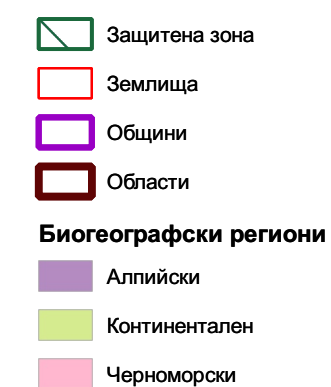 Защитена зона
Землища
Общини
Области
Биогеографски региони
Алпийски
Континентален
Черноморски